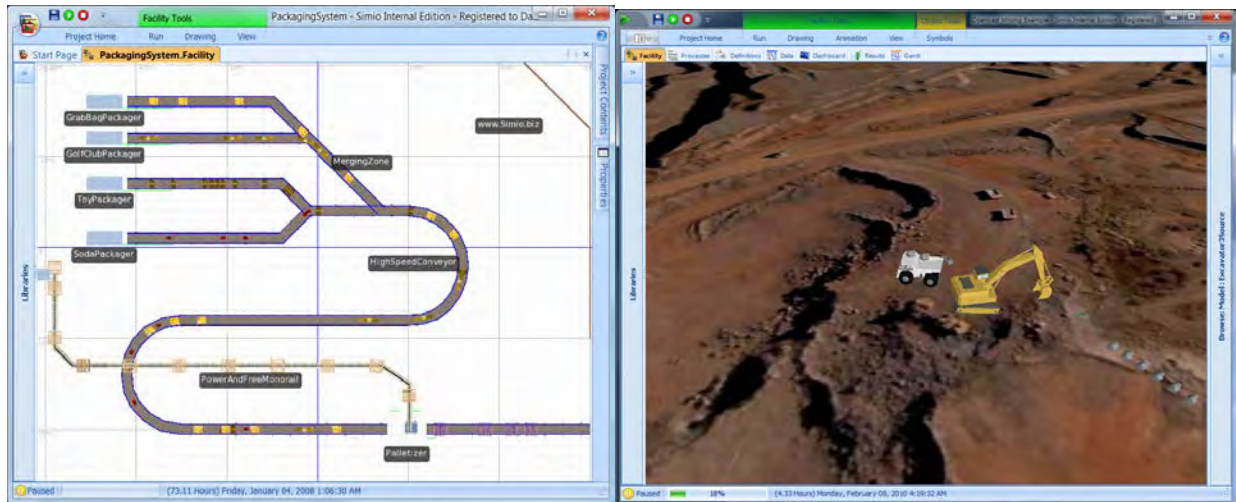 Facility Tools
PackagingSystem - Simio Internal Edition - Registered to Da...
Project Home Run Drawing View
Start Page PackagingSystem.Facility
GrabBagPackager
GolfClubPackager
MergingZone
ToyPackager
SodaPackager
HighSpeedConveyor
www.Simio.biz
PowerAndFreeMonorail
Palletizer
Libraries
Project Contents
Properties
Paused (73.11 Hours) Friday, January 04, 2008 1:06:30 AM
Project Home Run Drawing Animation View Symbols
Facility Processes Definitions Data Dashboard Results
Libraries
Browse: Model: Excavator3Source
Paused 18% (4.33 Hours) Monday, February 08, 2010 4:19:32 AM